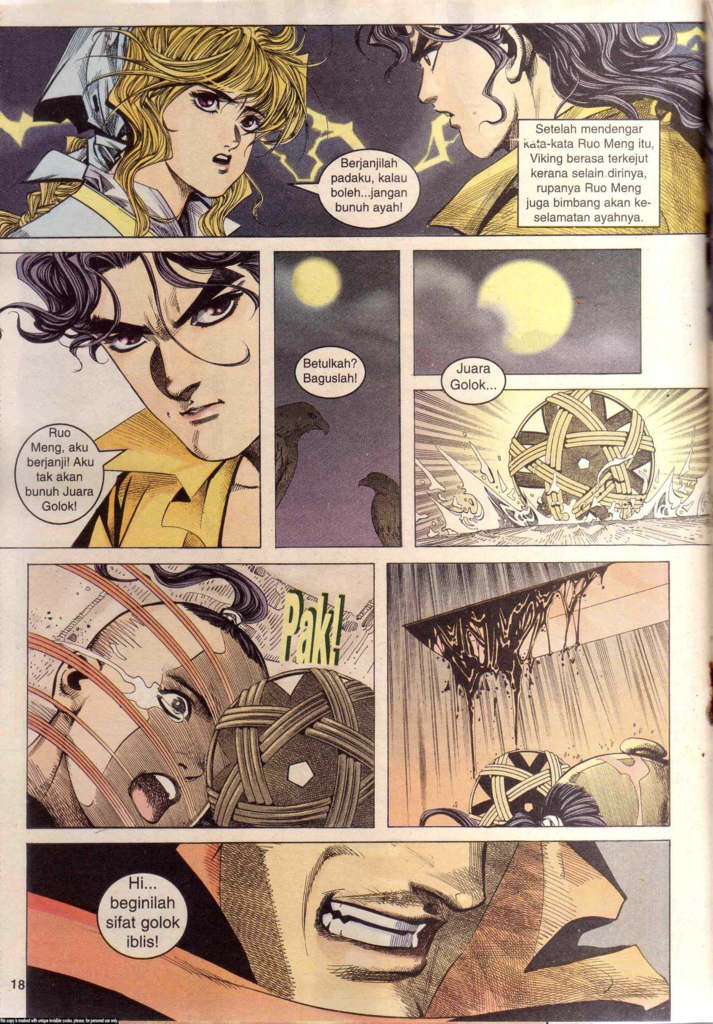 Berjanjilah
padaku, kalau
boleh...jangan
bunuh ayah!
Setelah mendengar
kata-kata Ruo Meng itu,
Viking berasa terkejut
kerana selain.dirinya,
rupanya Ruo Meng
juga bimbang akan ke-
selamatan ayahnya.
Ruo
Meng, aku
berjanji! Aku
tak akan
bunuh Juara
Golok!
Betulkah?
Baguslah!
Juara
Golok...
Pak!
Hi...
beginilah
sifat golok
iblis!
18